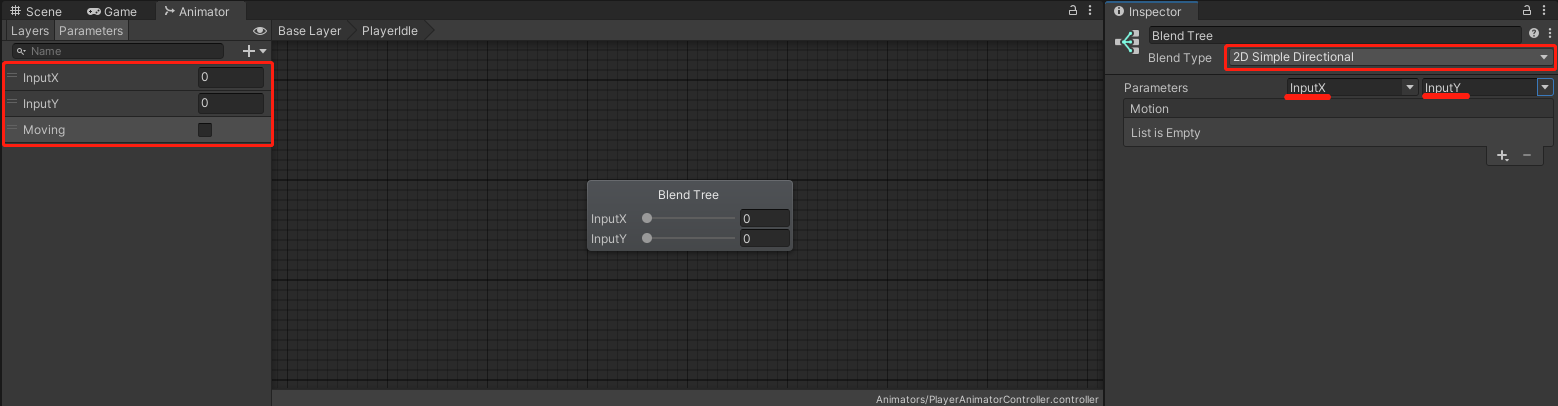 Scene Game Animator
Layers Parameters
Name
InputX 0
InputY 0
Moving
Base Layer PlayerIdle
Blend Tree
InputX 0
InputY 0
Animators/PlayerAnimatorController.controller
Inspector
Blend Tree
Blend Type 2D Simple Directional
Parameters InputX InputY
Motion
List is Empty